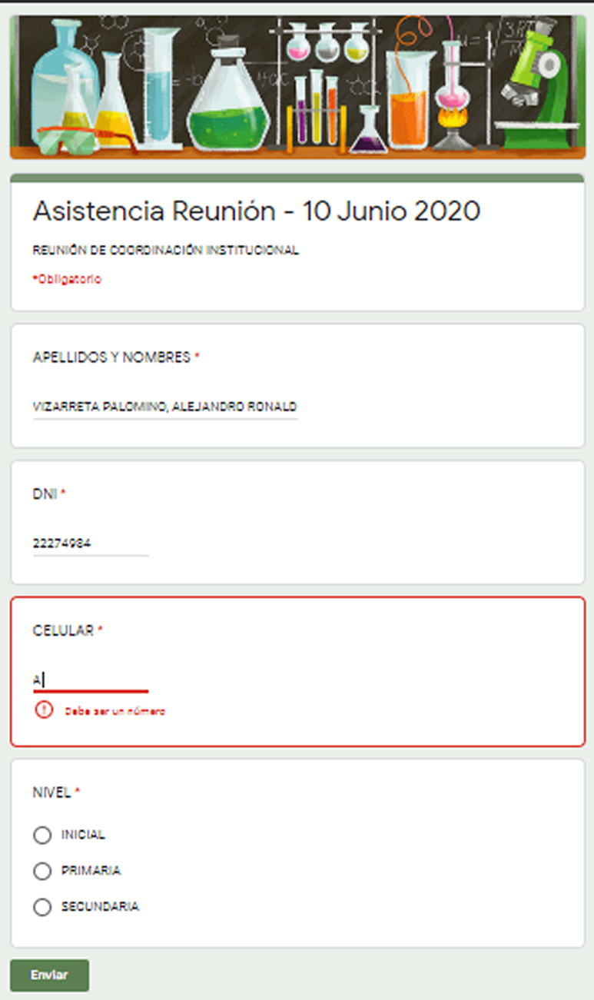 Asistencia Reunión - 10 Junio 2020
REUNIÓN DE COORDINACIÓN INSTITUCIONAL
*Obligatorio
APELLIDOS Y NOMBRES *
VIZARRETA PALOMINO, ALEJANDRO RONALD
DNI *
22274984
CELULAR *
A
Debe ser un número
NIVEL *
INICIAL
PRIMARIA
SECUNDARIA
Enviar